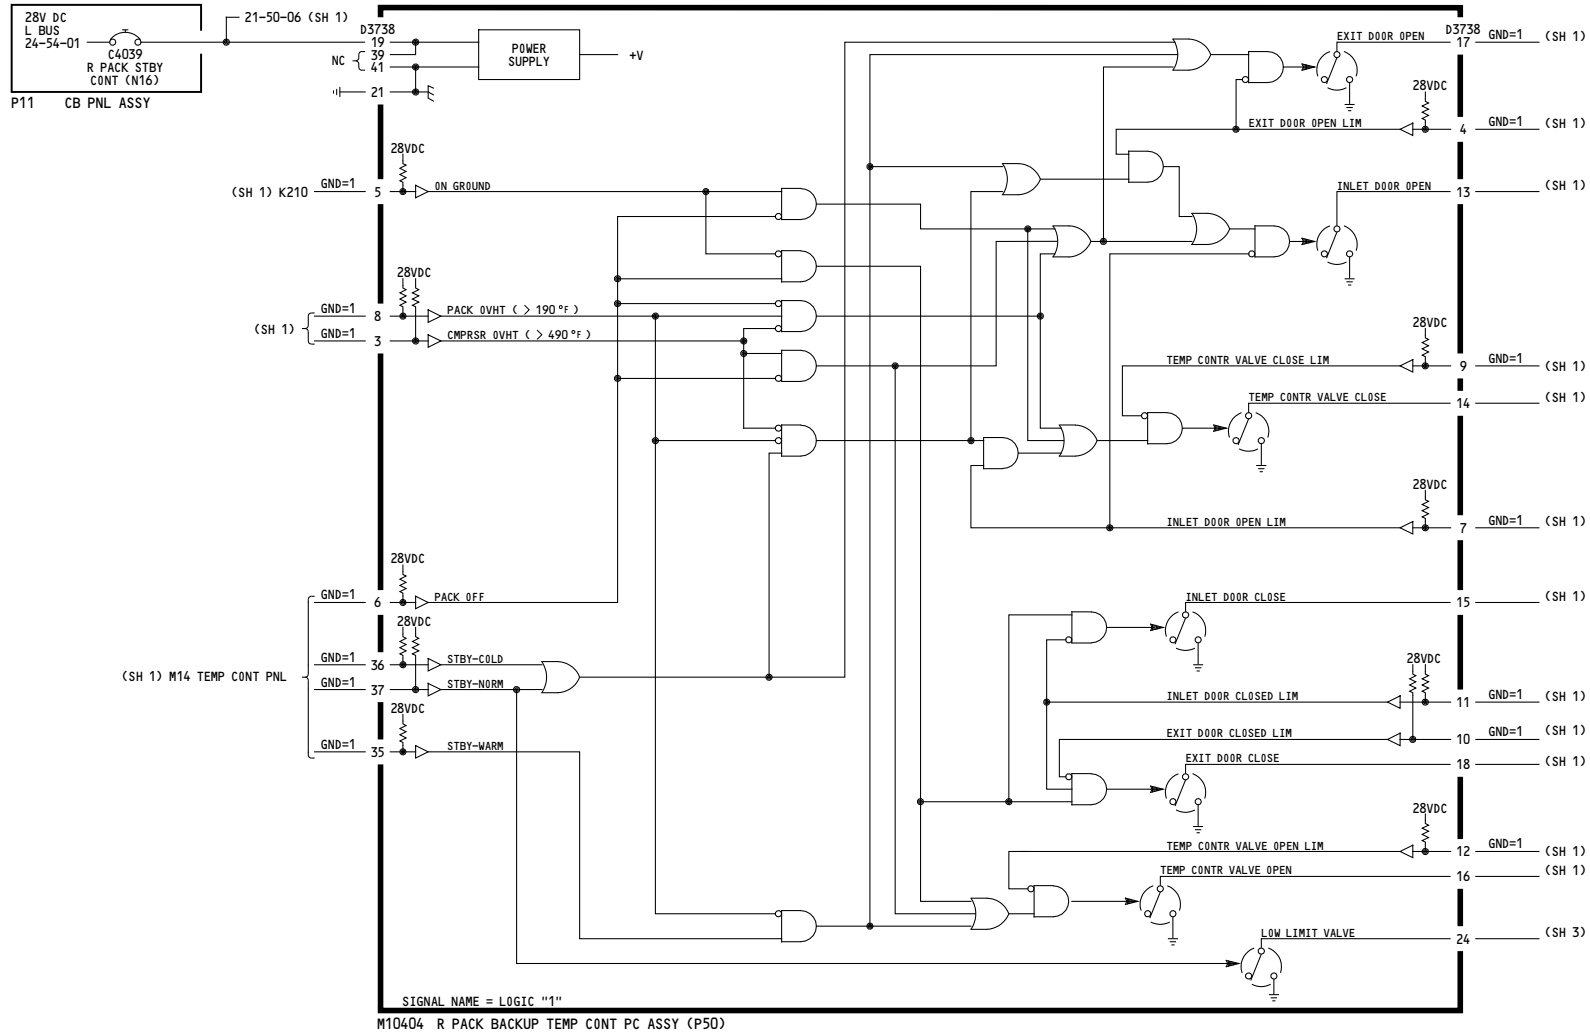 28V DC
L BUS
24-54-01
C4039
R PACK STBY
CONT (N16)
P11 CB PNL ASSY
21-50-06 (SH 1)
D3738
19
39
NC
41
21
POWER
SUPPLY
+V
28VDC
(SH 1) K210 GND=1 5 ON GROUND
28VDC
GND=1 8 PACK OVHT ( > 190°F )
(SH 1)
GND=1 3 CMPRSR OVHT ( > 490°F )
28VDC
GND=1 6 PACK OFF
28VDC
GND=1 36 STBY-COLD
(SH 1) M14 TEMP CONT PNL
GND=1 37 STBY-NORM
28VDC
GND=1 35 STBY-WARM
D3738
EXIT DOOR OPEN 17 GND=1 (SH 1)
28VDC
EXIT DOOR OPEN LIM 4 GND=1 (SH 1)
INLET DOOR OPEN 13 (SH 1)
28VDC
TEMP CONTR VALVE CLOSE LIM 9 GND=1 (SH 1)
TEMP CONTR VALVE CLOSE 14 (SH 1)
28VDC
INLET DOOR OPEN LIM 7 GND=1 (SH 1)
INLET DOOR CLOSE 15 (SH 1)
28VDC
INLET DOOR CLOSED LIM 11 GND=1 (SH 1)
EXIT DOOR CLOSED LIM 10 (SH 1)
EXIT DOOR CLOSE 18 (SH 1)
28VDC
TEMP CONTR VALVE OPEN LIM 12 GND=1 (SH 1)
TEMP CONTR VALVE OPEN 16 (SH 1)
LOW LIMIT VALVE 24 (SH 3)
SIGNAL NAME = LOGIC "1"
M10404 R PACK BACKUP TEMP CONT PC ASSY (P50)